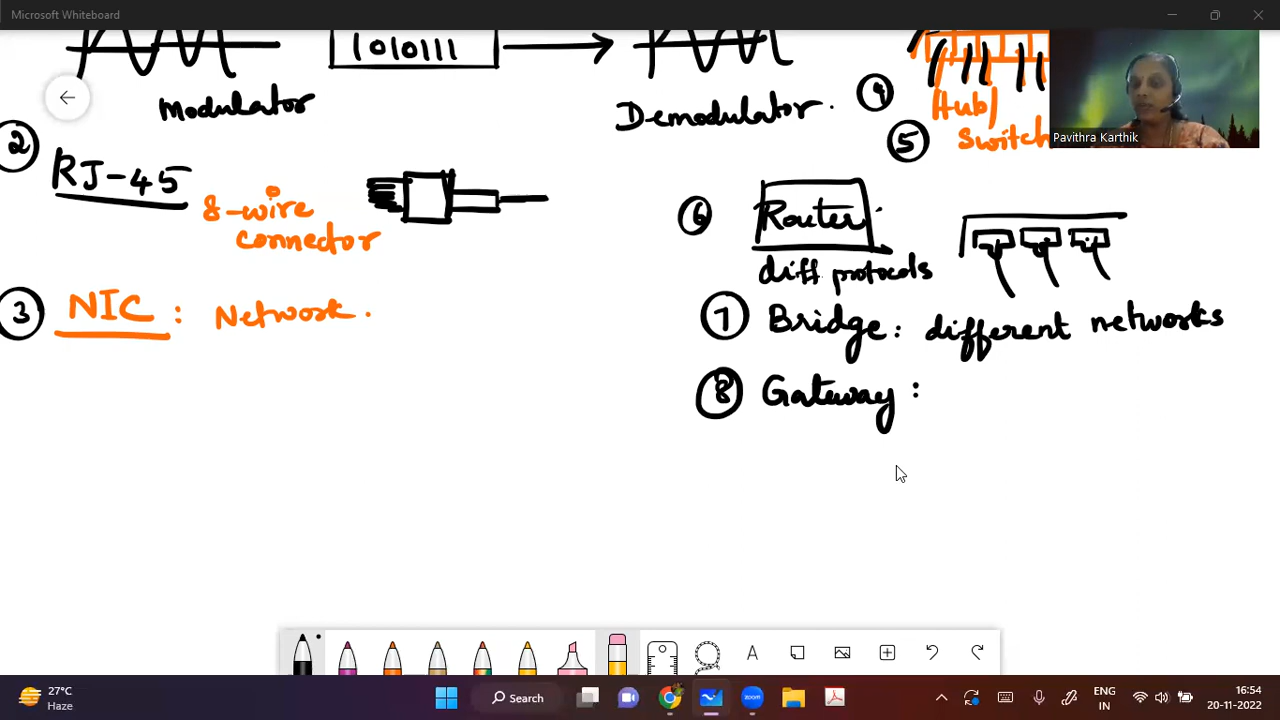 Microsoft Whiteboard
1010111
Modulator
Demodulator.
4
Hub/
5
Switch
Pavithra Karthik
2
RJ-45
8-wire
connector
6
Router
diff protocols
3
NIC : Network.
7
Bridge : different networks
8
Gateway :
A
27°C
Haze
Search
zoom
ENG
IN
16:54
20-11-2022